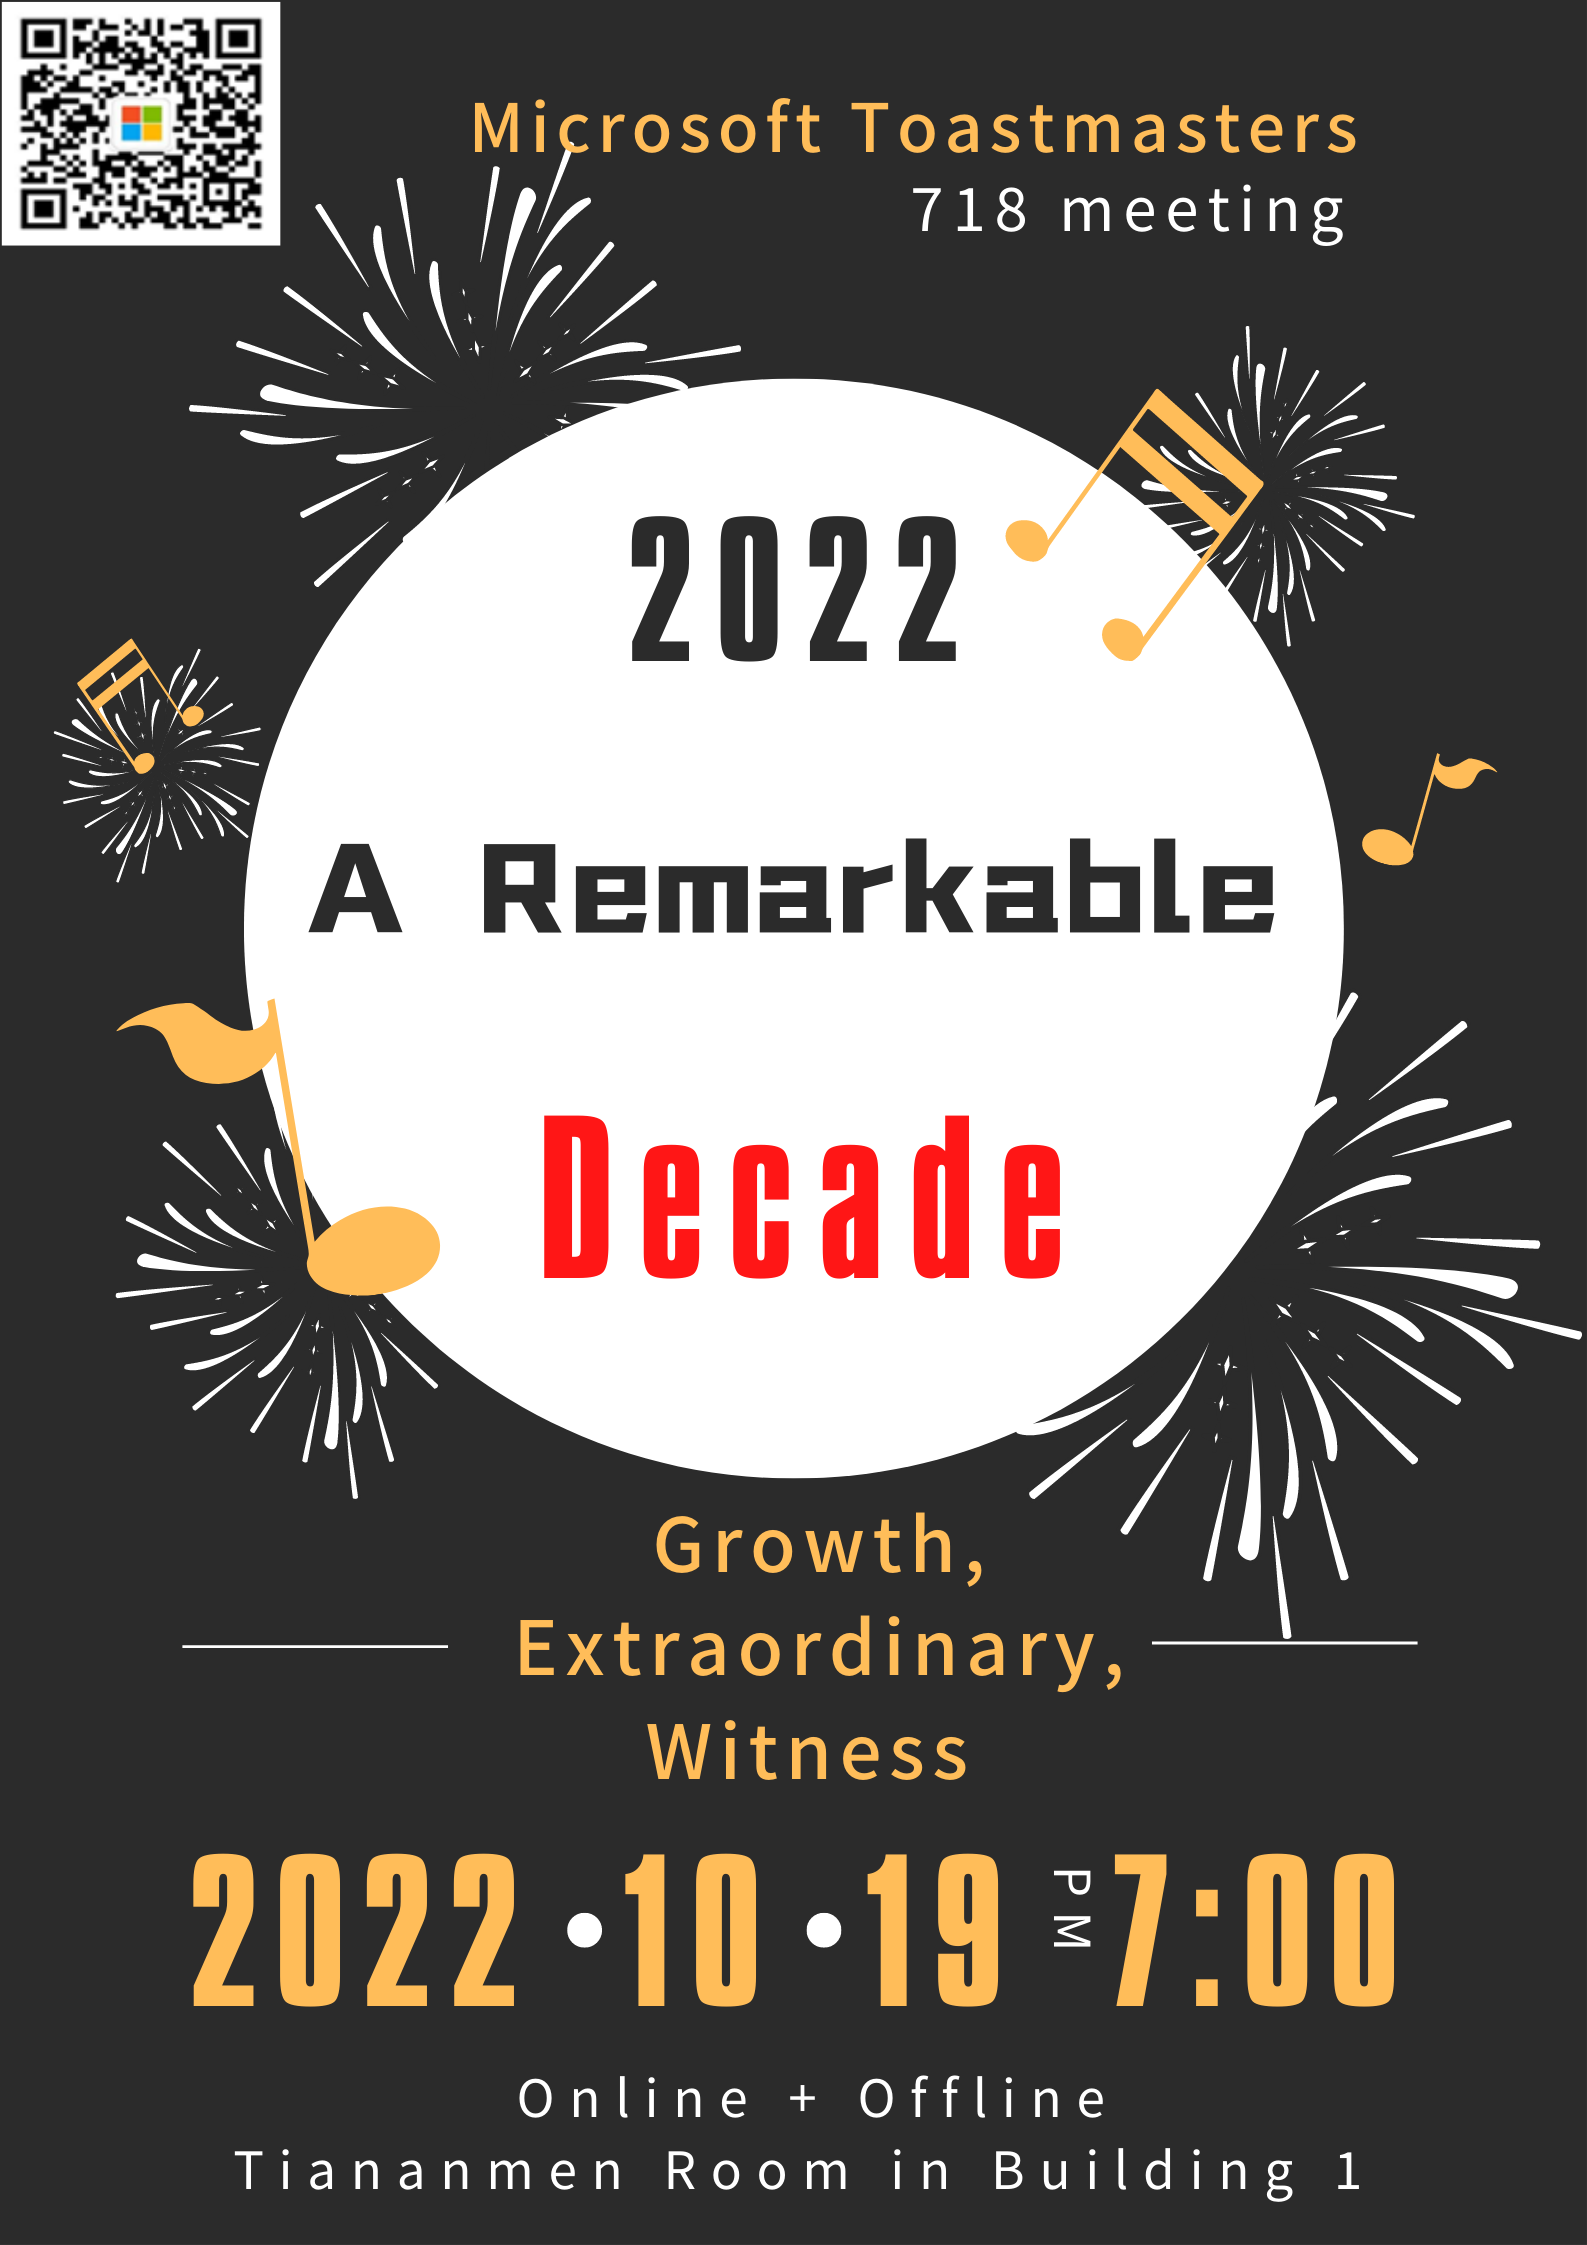 Microsoft Toastmasters
718 meeting
2022
A Remarkable
Decade
Growth,
Extraordinary,
Witness
2022 •10 •19 PM 7:00
Online + Offline
Tiananmen Room in Building 1